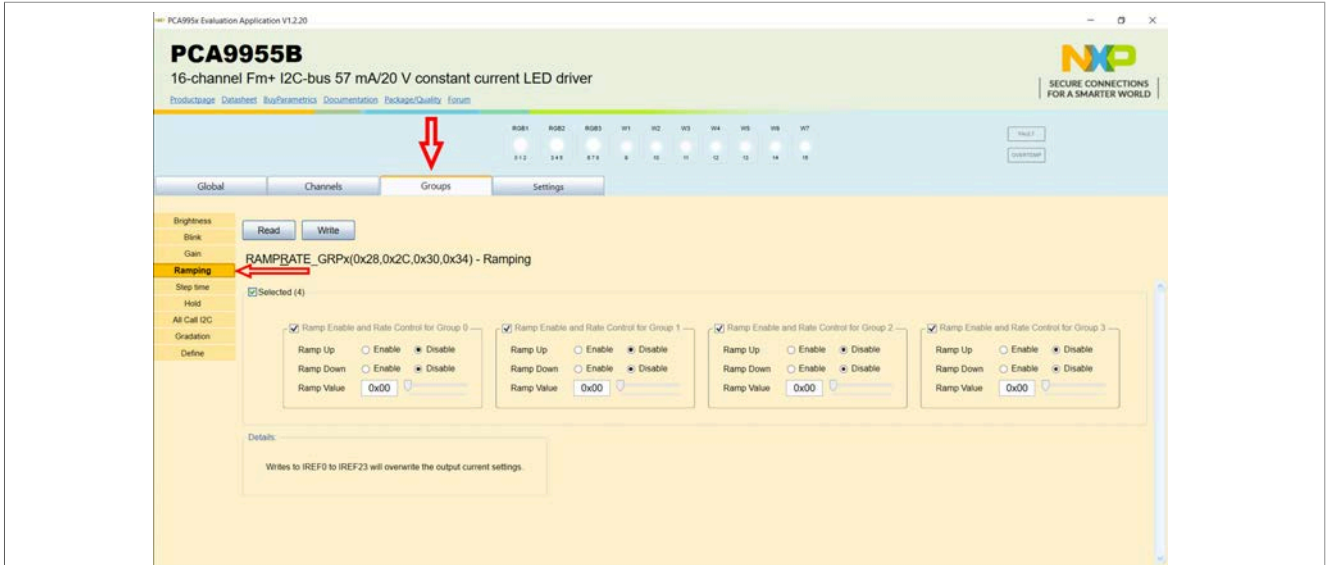 PCA995x Evaluation Application V1.2.20
PCA9955B
16-channel Fm+ I2C-bus 57 mA/20 V constant current LED driver
Productpage Datasheet BuyParametrics Documentation Package/Quality Forum
NXP
SECURE CONNECTIONS
FOR A SMARTER WORLD
RGB1 RGB2 RGB3 W1 W2 W3 W4 W5 W6 W7
FAULT
OVERTEMP
Global Channels Groups Settings
Brightness
Blink
Gain
Ramping
Step time
Hold
All Call I2C
Gradation
Define
Read Write
RAMPRATE_GRPx(0x28,0x2C,0x30,0x34) - Ramping
Selected (4)
Ramp Enable and Rate Control for Group 0
Ramp Up Enable Disable
Ramp Down Enable Disable
Ramp Value 0x00
Ramp Enable and Rate Control for Group 1
Ramp Up Enable Disable
Ramp Down Enable Disable
Ramp Value 0x00
Ramp Enable and Rate Control for Group 2
Ramp Up Enable Disable
Ramp Down Enable Disable
Ramp Value 0x00
Ramp Enable and Rate Control for Group 3
Ramp Up Enable Disable
Ramp Down Enable Disable
Ramp Value 0x00
Details:
Writes to IREF0 to IREF23 will overwrite the output current settings.